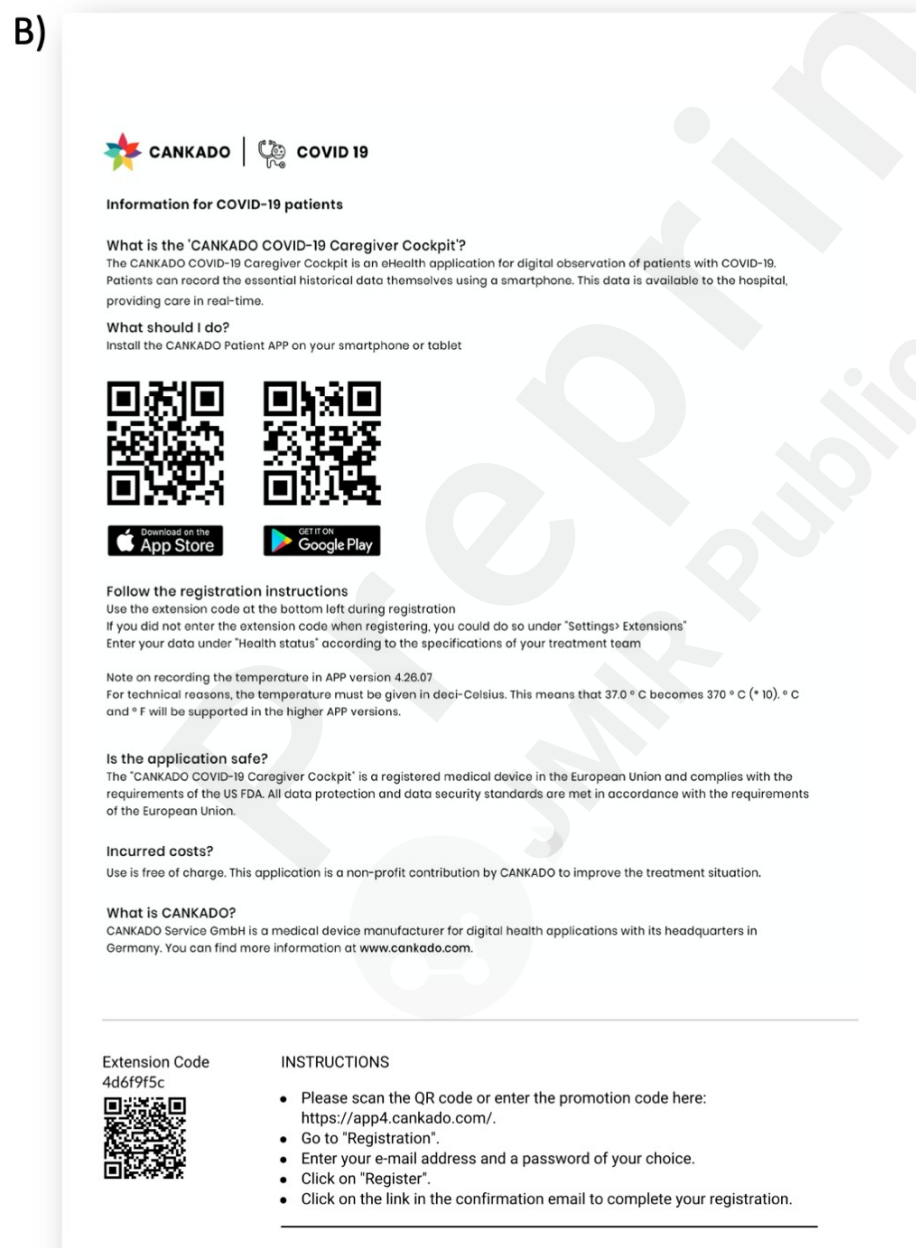 B)
CANKADO | COVID 19
Information for COVID-19 patients
What is the 'CANKADO COVID-19 Caregiver Cockpit'?
The CANKADO COVID-19 Caregiver Cockpit is an eHealth application for digital observation of patients with COVID-19.
Patients can record the essential historical data themselves using a smartphone. This data is available to the hospital,
providing care in real-time.
What should I do?
Install the CANKADO Patient APP on your smartphone or tablet
Download on the
App Store
GET IT ON
Google Play
Follow the registration instructions
Use the extension code at the bottom left during registration
If you did not enter the extension code when registering, you could do so under "Settings> Extensions"
Enter your data under "Health status" according to the specifications of your treatment team
Note on recording the temperature in APP version 4.26.07
For technical reasons, the temperature must be given in deci-Celsius. This means that 37.0 ° C becomes 370 ° C (* 10). ° C
and ° F will be supported in the higher APP versions.
Is the application safe?
The "CANKADO COVID-19 Caregiver Cockpit" is a registered medical device in the European Union and complies with the
requirements of the US FDA. All data protection and data security standards are met in accordance with the requirements
of the European Union.
Incurred costs?
Use is free of charge. This application is a non-profit contribution by CANKADO to improve the treatment situation.
What is CANKADO?
CANKADO Service GmbH is a medical device manufacturer for digital health applications with its headquarters in
Germany. You can find more information at www.cankado.com.
Extension Code
4d6f9f5c
INSTRUCTIONS
• Please scan the QR code or enter the promotion code here:
https://app4.cankado.com/.
• Go to "Registration".
• Enter your e-mail address and a password of your choice.
• Click on "Register".
• Click on the link in the confirmation email to complete your registration.
Preprin
JMIR Public